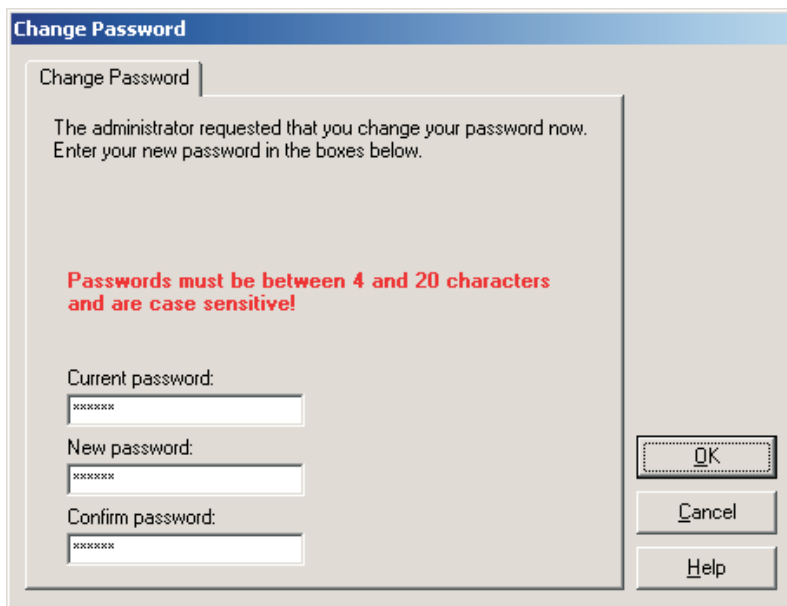 Change Password
Change Password
The administrator requested that you change your password now.
Enter your new password in the boxes below.
Passwords must be between 4 and 20 characters
and are case sensitive!
Current password:
××××××
New password:
××××××
Confirm password:
××××××
OK
Cancel
Help